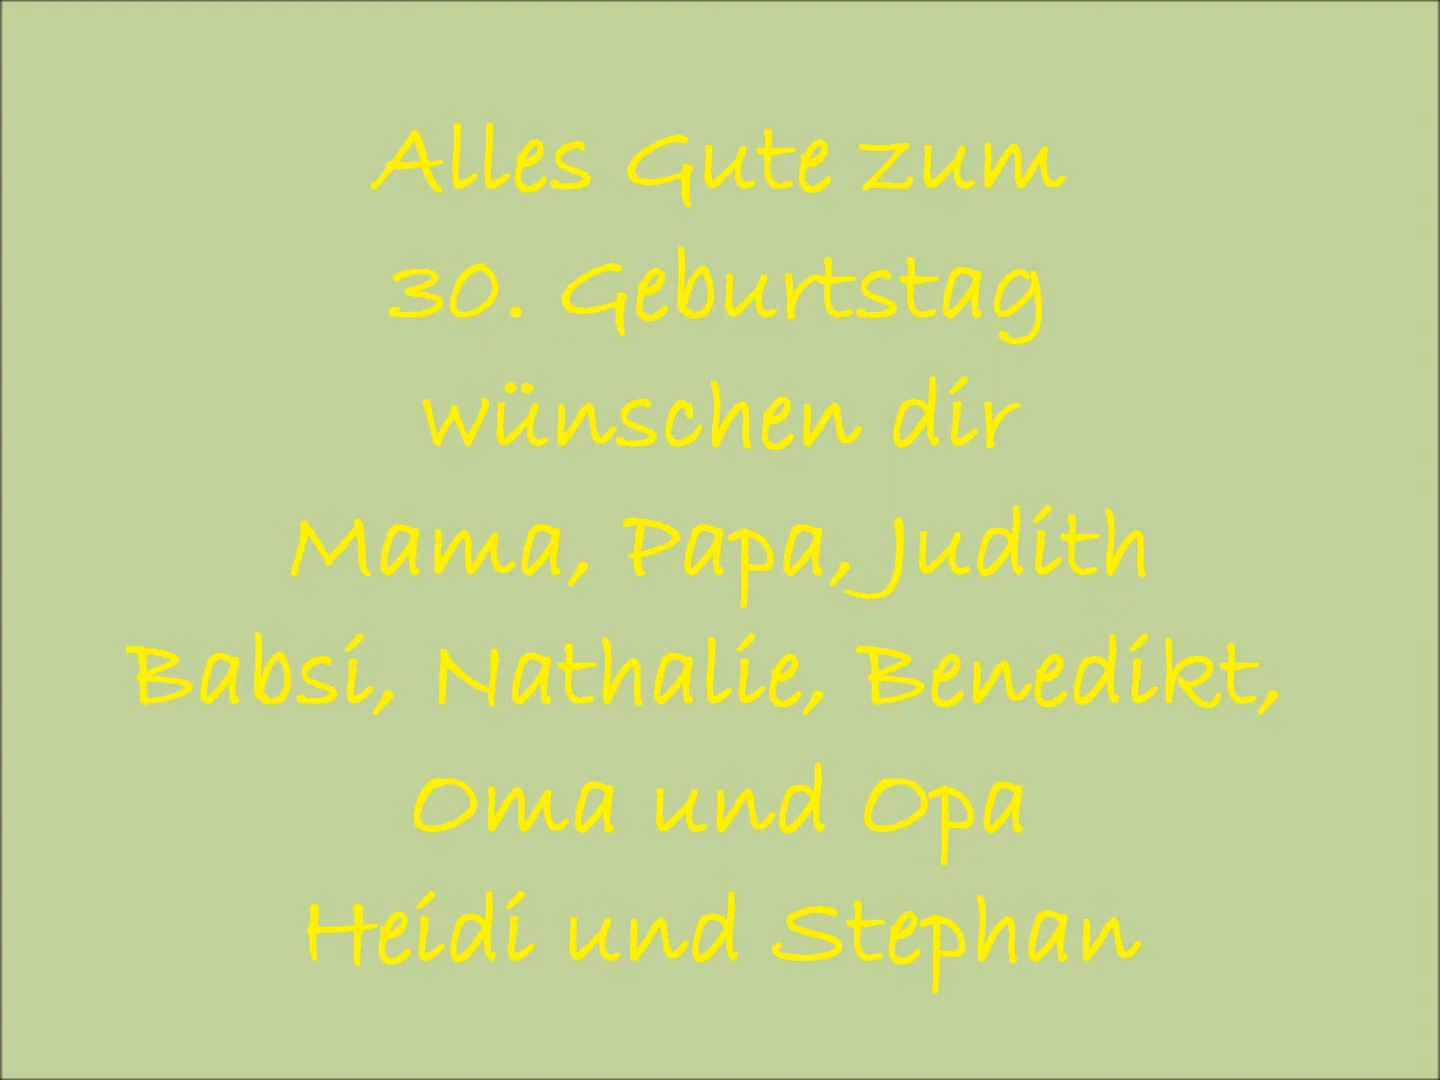 Alles Gute zum
30. Geburtstag
wünschen dir
Mama, Papa, Judith
Babsi, Nathalie, Benedikt,
Oma und Opa
Heidi und Stephan